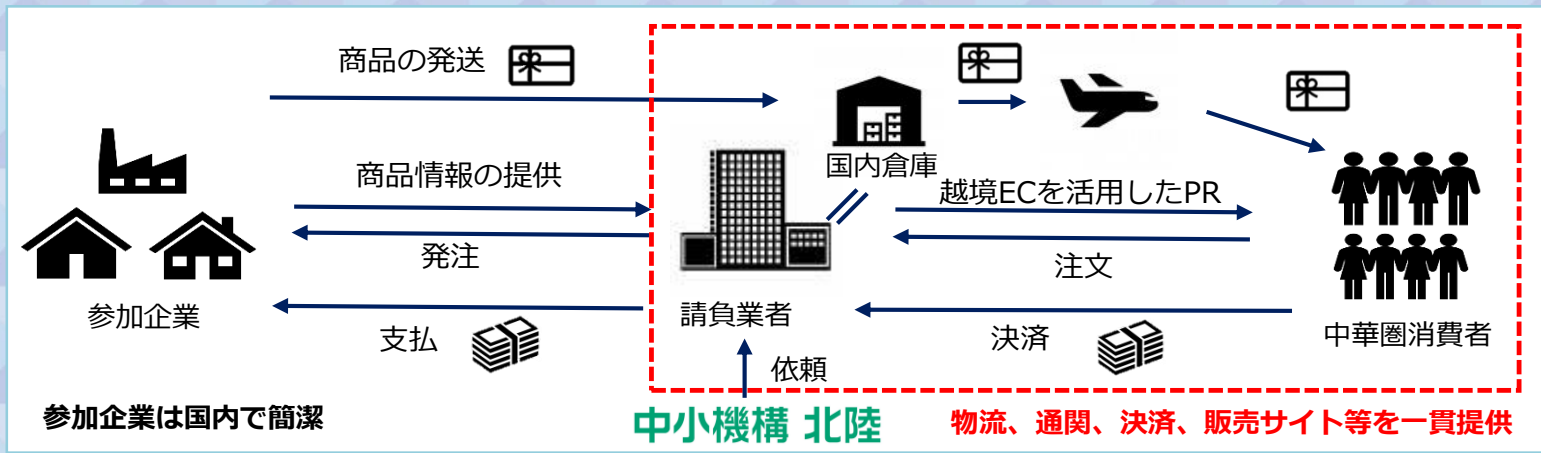 商品の発送
国内倉庫
商品情報の提供
越境ECを活用したPR
発注
注文
参加企業
請負業者
中華圏消費者
支払
決済
依頼
参加企業は国内で簡潔
中小機構 北陸
物流、通関、決済、販売サイト等を一貫提供